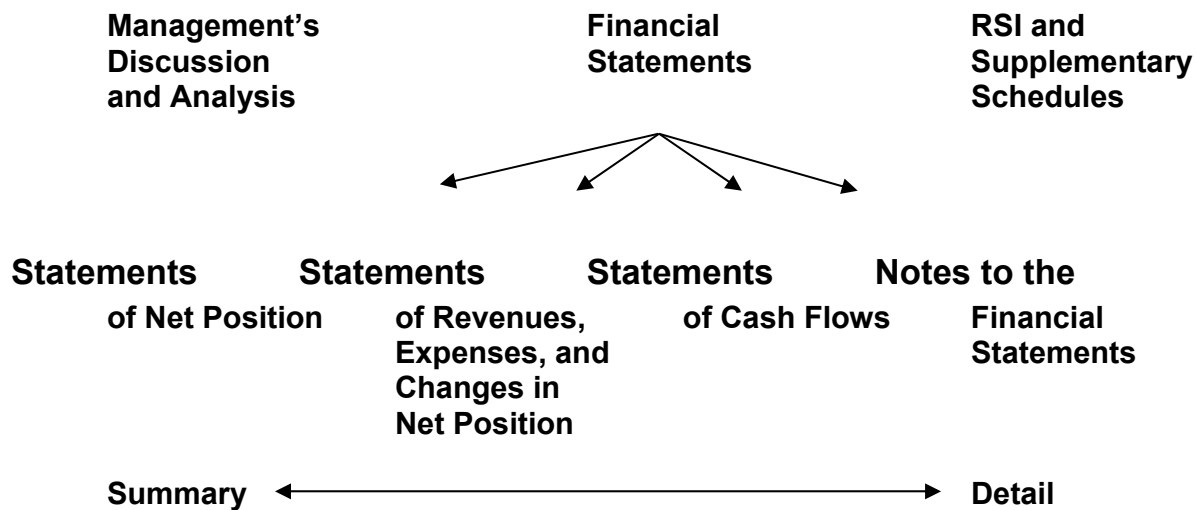 Management’s Financial RSI and
Discussion Statements Supplementary
and Analysis Schedules
Statements Statements Statements Notes to the
of Net Position of Revenues, of Cash Flows Financial
Expenses, and Statements
Changes in
Net Position
Summary Detail